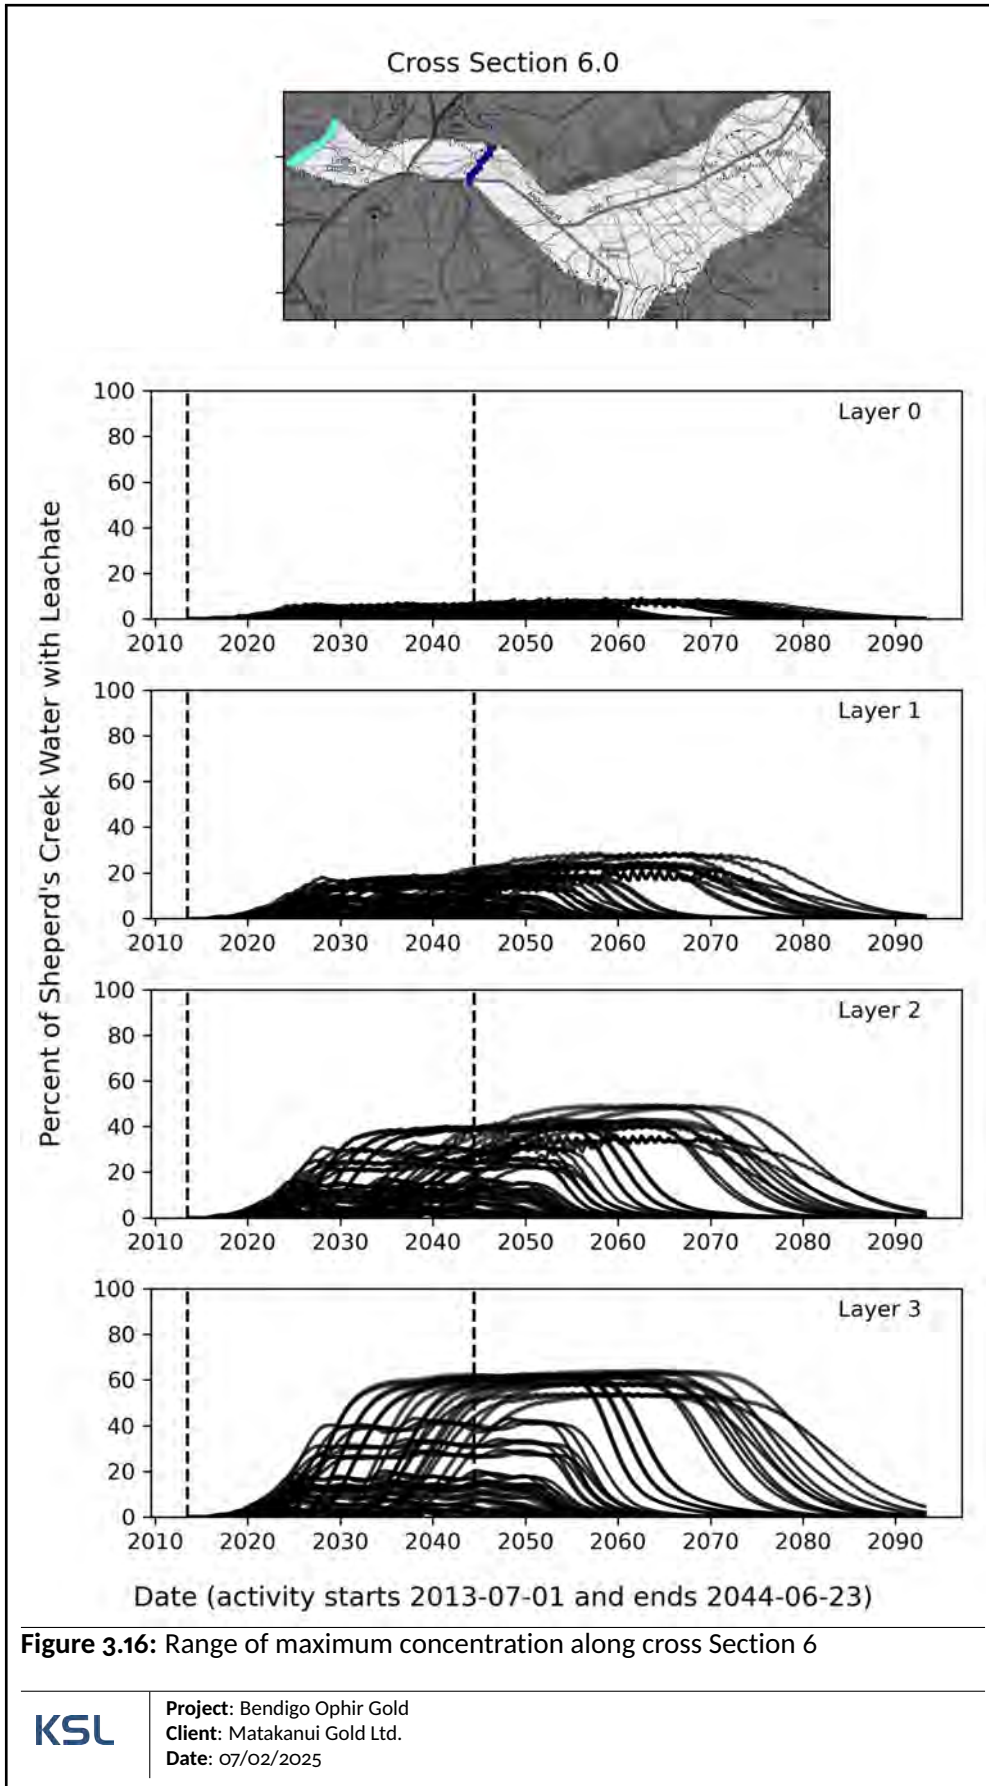 Cross Section 6.0
Percent of Sheperd's Creek Water with Leachate
100
80
60
40
20
0
Layer 0
2010 2020 2030 2040 2050 2060 2070 2080 2090
100
80
60
40
20
0
Layer 1
2010 2020 2030 2040 2050 2060 2070 2080 2090
100
80
60
40
20
0
Layer 2
2010 2020 2030 2040 2050 2060 2070 2080 2090
100
80
60
40
20
0
Layer 3
2010 2020 2030 2040 2050 2060 2070 2080 2090
Date (activity starts 2013-07-01 and ends 2044-06-23)
Figure 3.16: Range of maximum concentration along cross Section 6
KSL
Project: Bendigo Ophir Gold
Client: Matakanui Gold Ltd.
Date: 07/02/2025